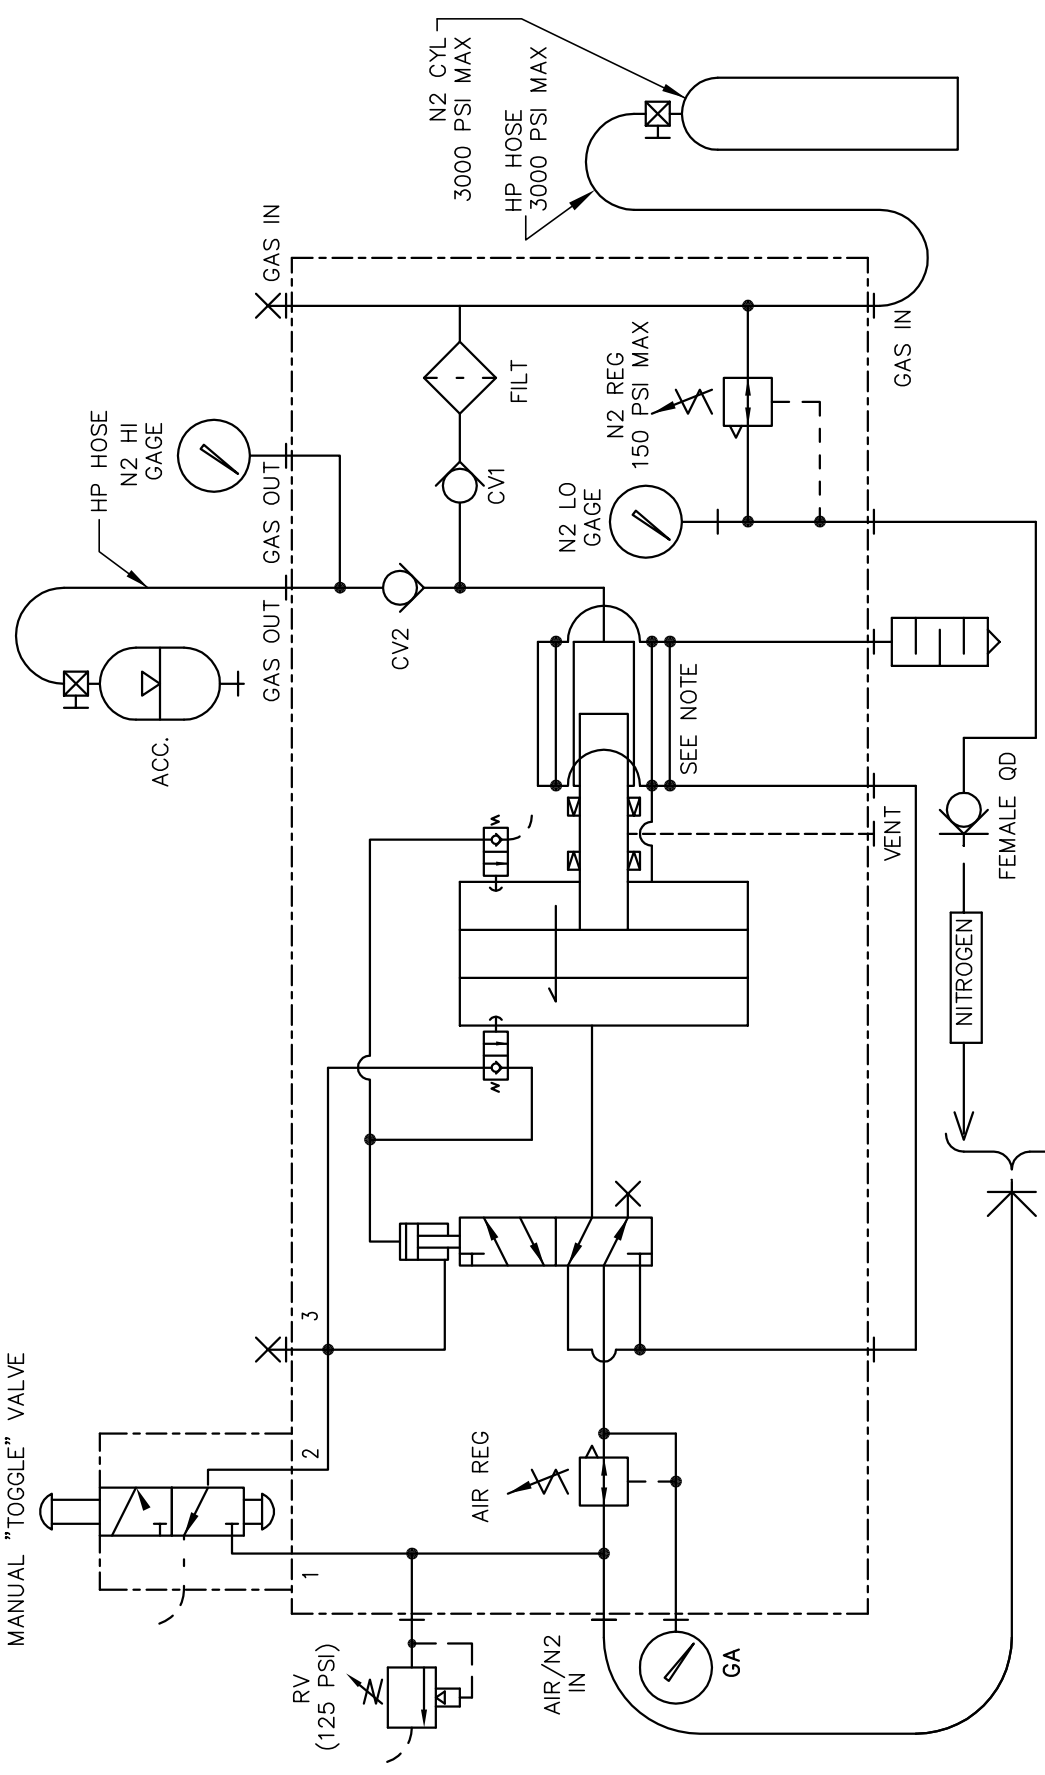 MANUAL "TOGGLE" VALVE
ACC.
HP HOSE
N2 HI
GAGE
GAS OUT
GAS OUT
GAS IN
N2 CYL
3000 PSI MAX
HP HOSE
3000 PSI MAX
CV2
CV1
FILT
N2 REG
150 PSI MAX
N2 LO
GAGE
GAS IN
SEE NOTE
VENT
FEMALE QD
NITROGEN
3
2
1
AIR REG
RV
(125 PSI)
AIR/N2
IN
GA